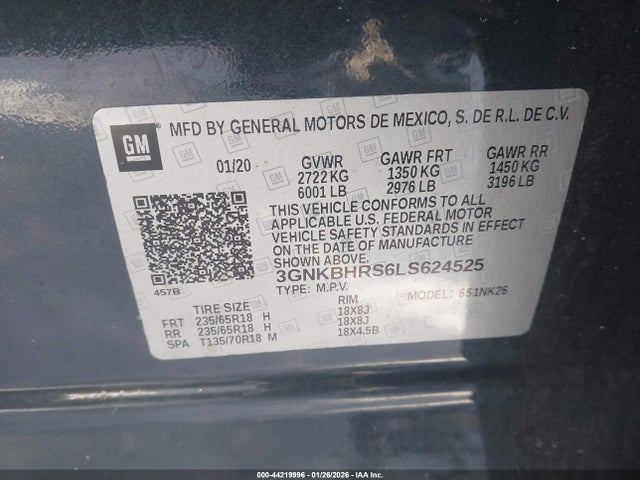 GM
MFD BY GENERAL MOTORS DE MEXICO, S. DE R.L. DE C.V.
01/20 GVWR GAWR FRT GAWR RR
2722 KG 1350 KG 1450 KG
6001 LB 2976 LB 3196 LB
THIS VEHICLE CONFORMS TO ALL
APPLICABLE U.S. FEDERAL MOTOR
VEHICLE SAFETY STANDARDS IN EFFECT
ON THE DATE OF MANUFACTURE SHOWN ABOVE.
3GNKBHRS6LS624525
457B TYPE: M.P.V. MODEL: 651NK26
TIRE SIZE RIM
FRT 235/65R18 H 18X8J
RR 235/65R18 H 18X8J
SPA T135/70R18 M 18X4.5B
000-44219996 - 01/26/2026 - IAA Inc.